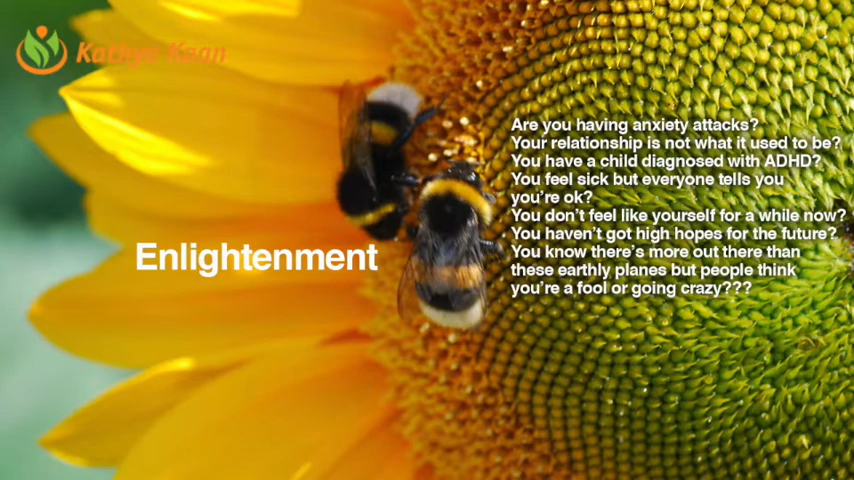 Kathya Kaan
Enlightenment
Are you having anxiety attacks?
Your relationship is not what it used to be?
You have a child diagnosed with ADHD?
You feel sick but everyone tells you
you're ok?
You don't feel like yourself for a while now?
You haven't got high hopes for the future?
You know there's more out there than
these earthly planes but people think
you're a fool or going crazy???